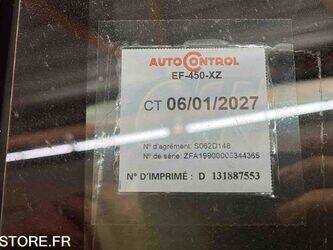 AUTOCONTROL
EF-450-XZ
CT 06/01/2027
N° d'agrément: S062D148
N° de série: ZFA19900000344365
N° D'IMPRIMÉ: D 131887553
STORE.FR